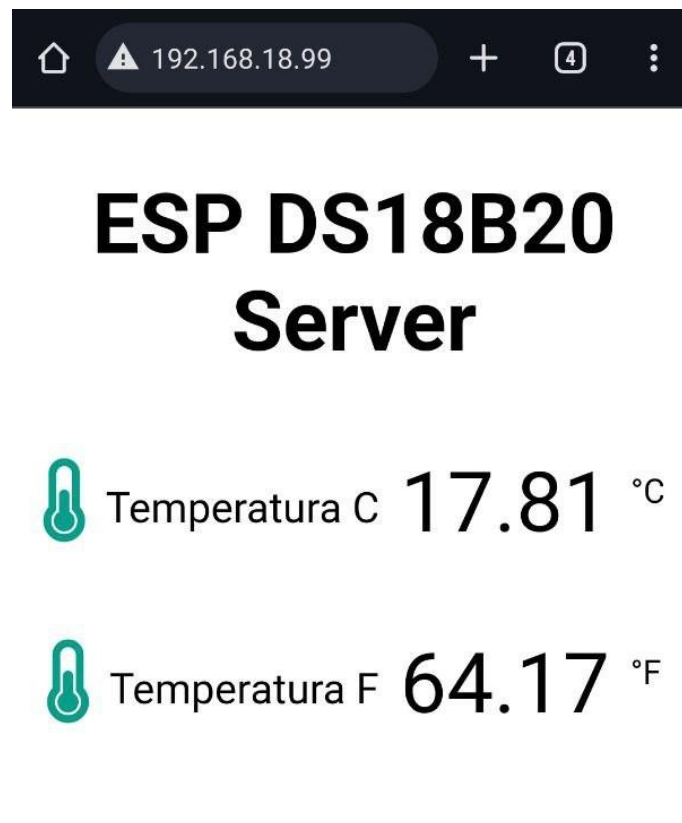 192.168.18.99
4
ESP DS18B20
Server
Temperatura C 17.81 °C
Temperatura F 64.17 °F